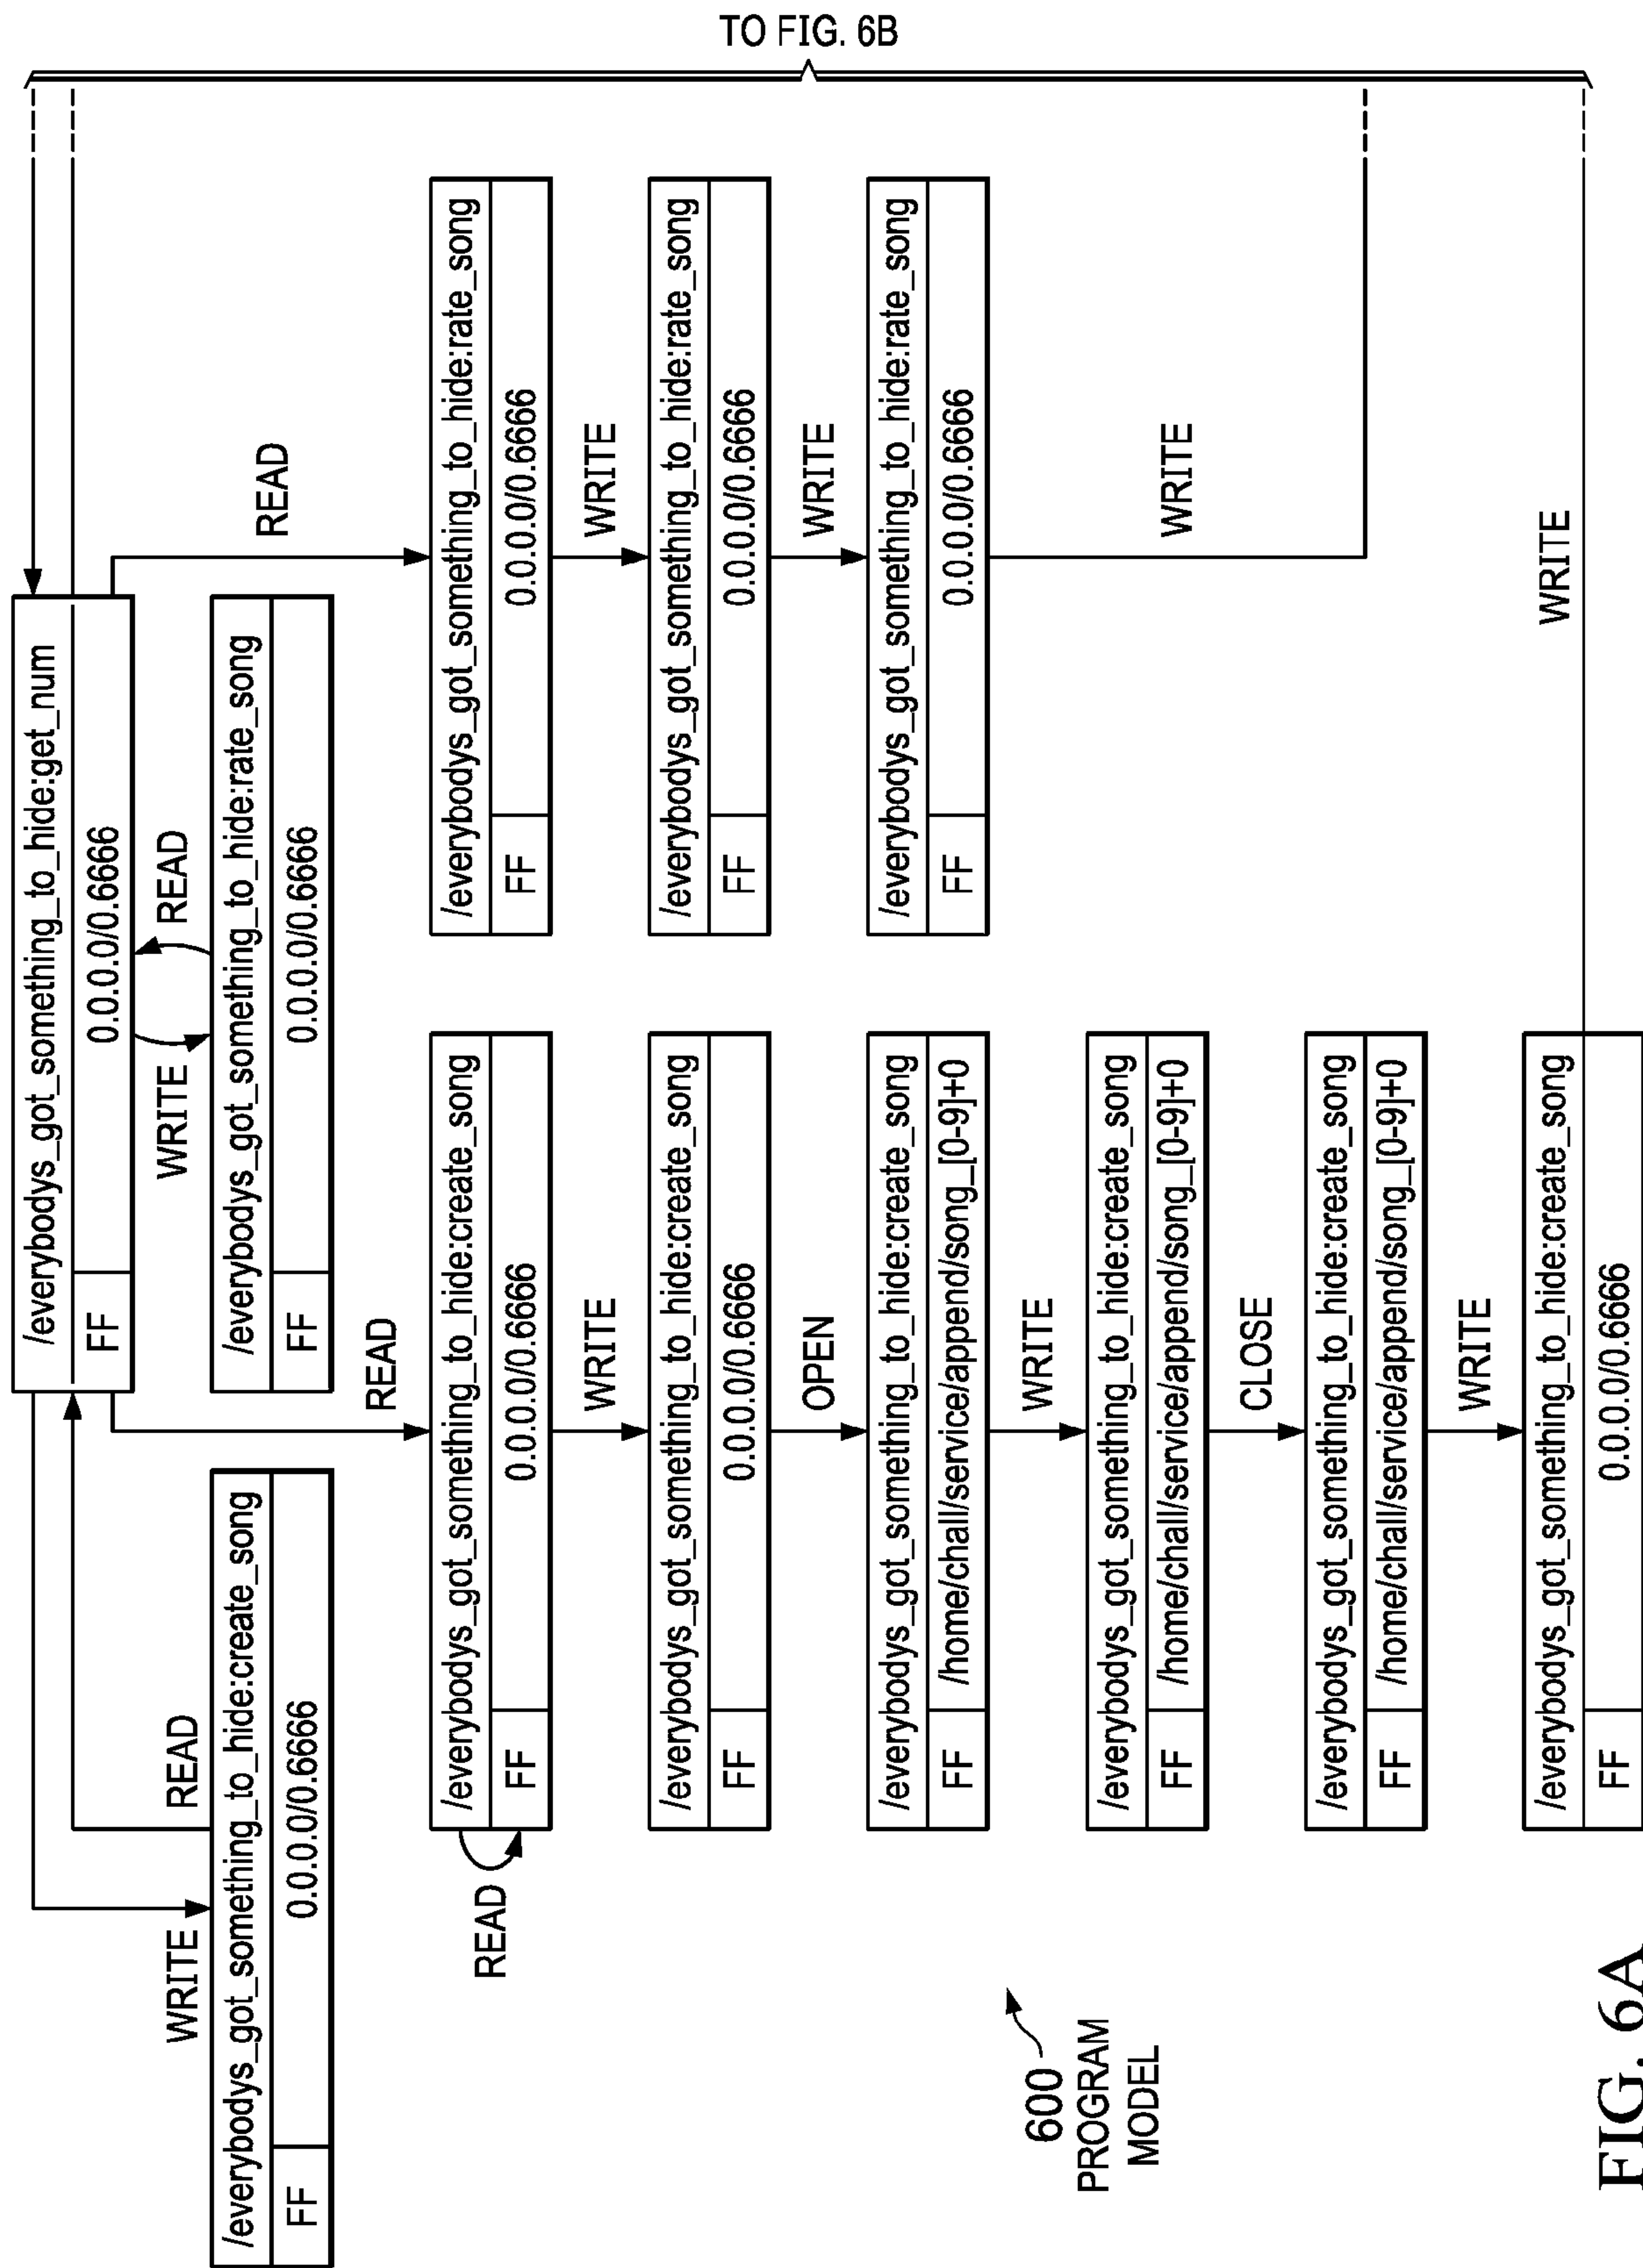 TO FIG. 6B
/everybodys_got_something_to_hide:get_num
FF
0.0.0.0/0.6666
WRITE
READ
WRITE
READ
/everybodys_got_something_to_hide:create_song
FF
0.0.0.0/0.6666
/everybodys_got_something_to_hide:rate_song
FF
0.0.0.0/0.6666
READ
READ
/everybodys_got_something_to_hide:create_song
FF
0.0.0.0/0.6666
READ
WRITE
/everybodys_got_something_to_hide:create_song
FF
0.0.0.0/0.6666
OPEN
/everybodys_got_something_to_hide:create_song
FF
/home/chall/service/append/song_[0-9]+0
WRITE
/everybodys_got_something_to_hide:create_song
FF
/home/chall/service/append/song_[0-9]+0
CLOSE
/everybodys_got_something_to_hide:create_song
FF
/home/chall/service/append/song_[0-9]+0
WRITE
/everybodys_got_something_to_hide:create_song
FF
0.0.0.0/0.6666
WRITE
/everybodys_got_something_to_hide:rate_song
FF
0.0.0.0/0.6666
WRITE
/everybodys_got_something_to_hide:rate_song
FF
0.0.0.0/0.6666
WRITE
/everybodys_got_something_to_hide:rate_song
FF
0.0.0.0/0.6666
WRITE
600
PROGRAM
MODEL
FIG. 6A